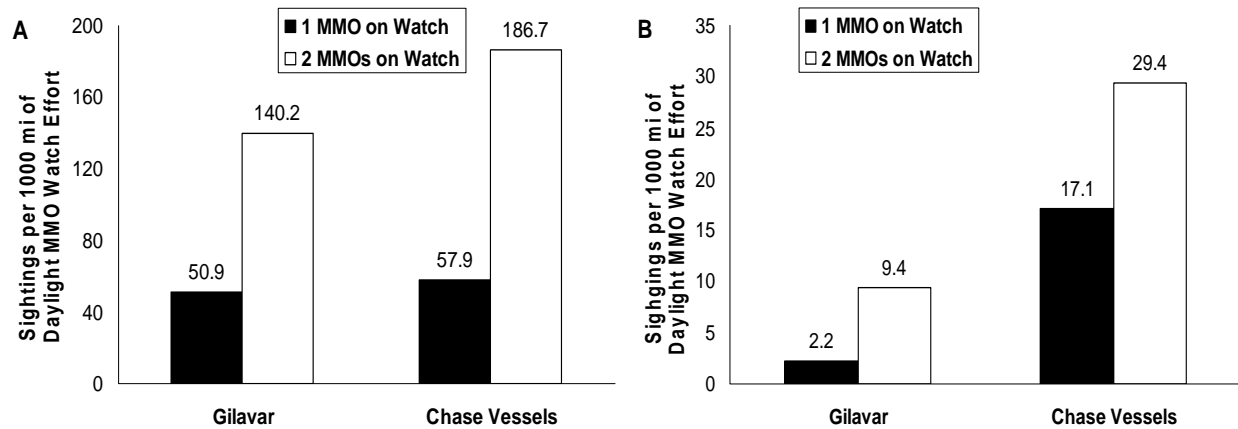 A
Sightings per 1000 mi of
Daylight MMO Watch Effort
200
160
120
80
40
0
1 MMO on Watch
2 MMOs on Watch
50.9
140.2
57.9
186.7
Gilavar
Chase Vessels
B
Sighgings per 1000 mi of
Daylight MMO Watch Effort
35
30
25
20
15
10
5
0
1 MMO on Watch
2 MMOs on Watch
2.2
9.4
17.1
29.4
Gilavar
Chase Vessels